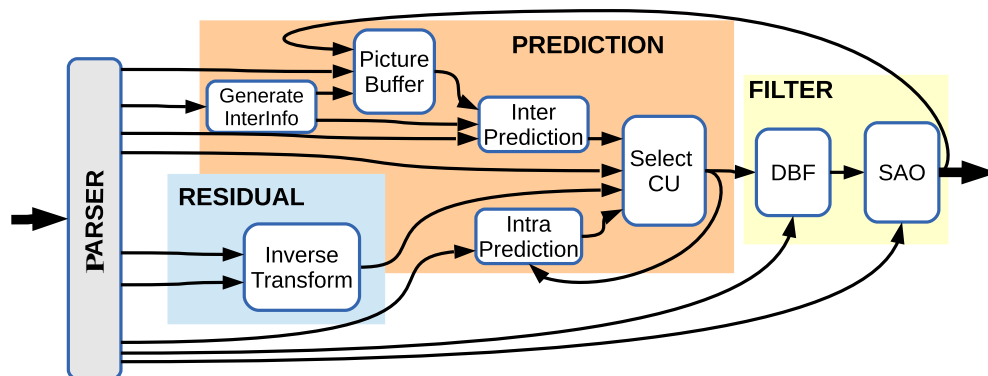 PREDICTION
Picture
Buffer
Generate
InterInfo
Inter
Prediction
Select
CU
FILTER
DBF
SAO
PARSER
RESIDUAL
Inverse
Transform
Intra
Prediction